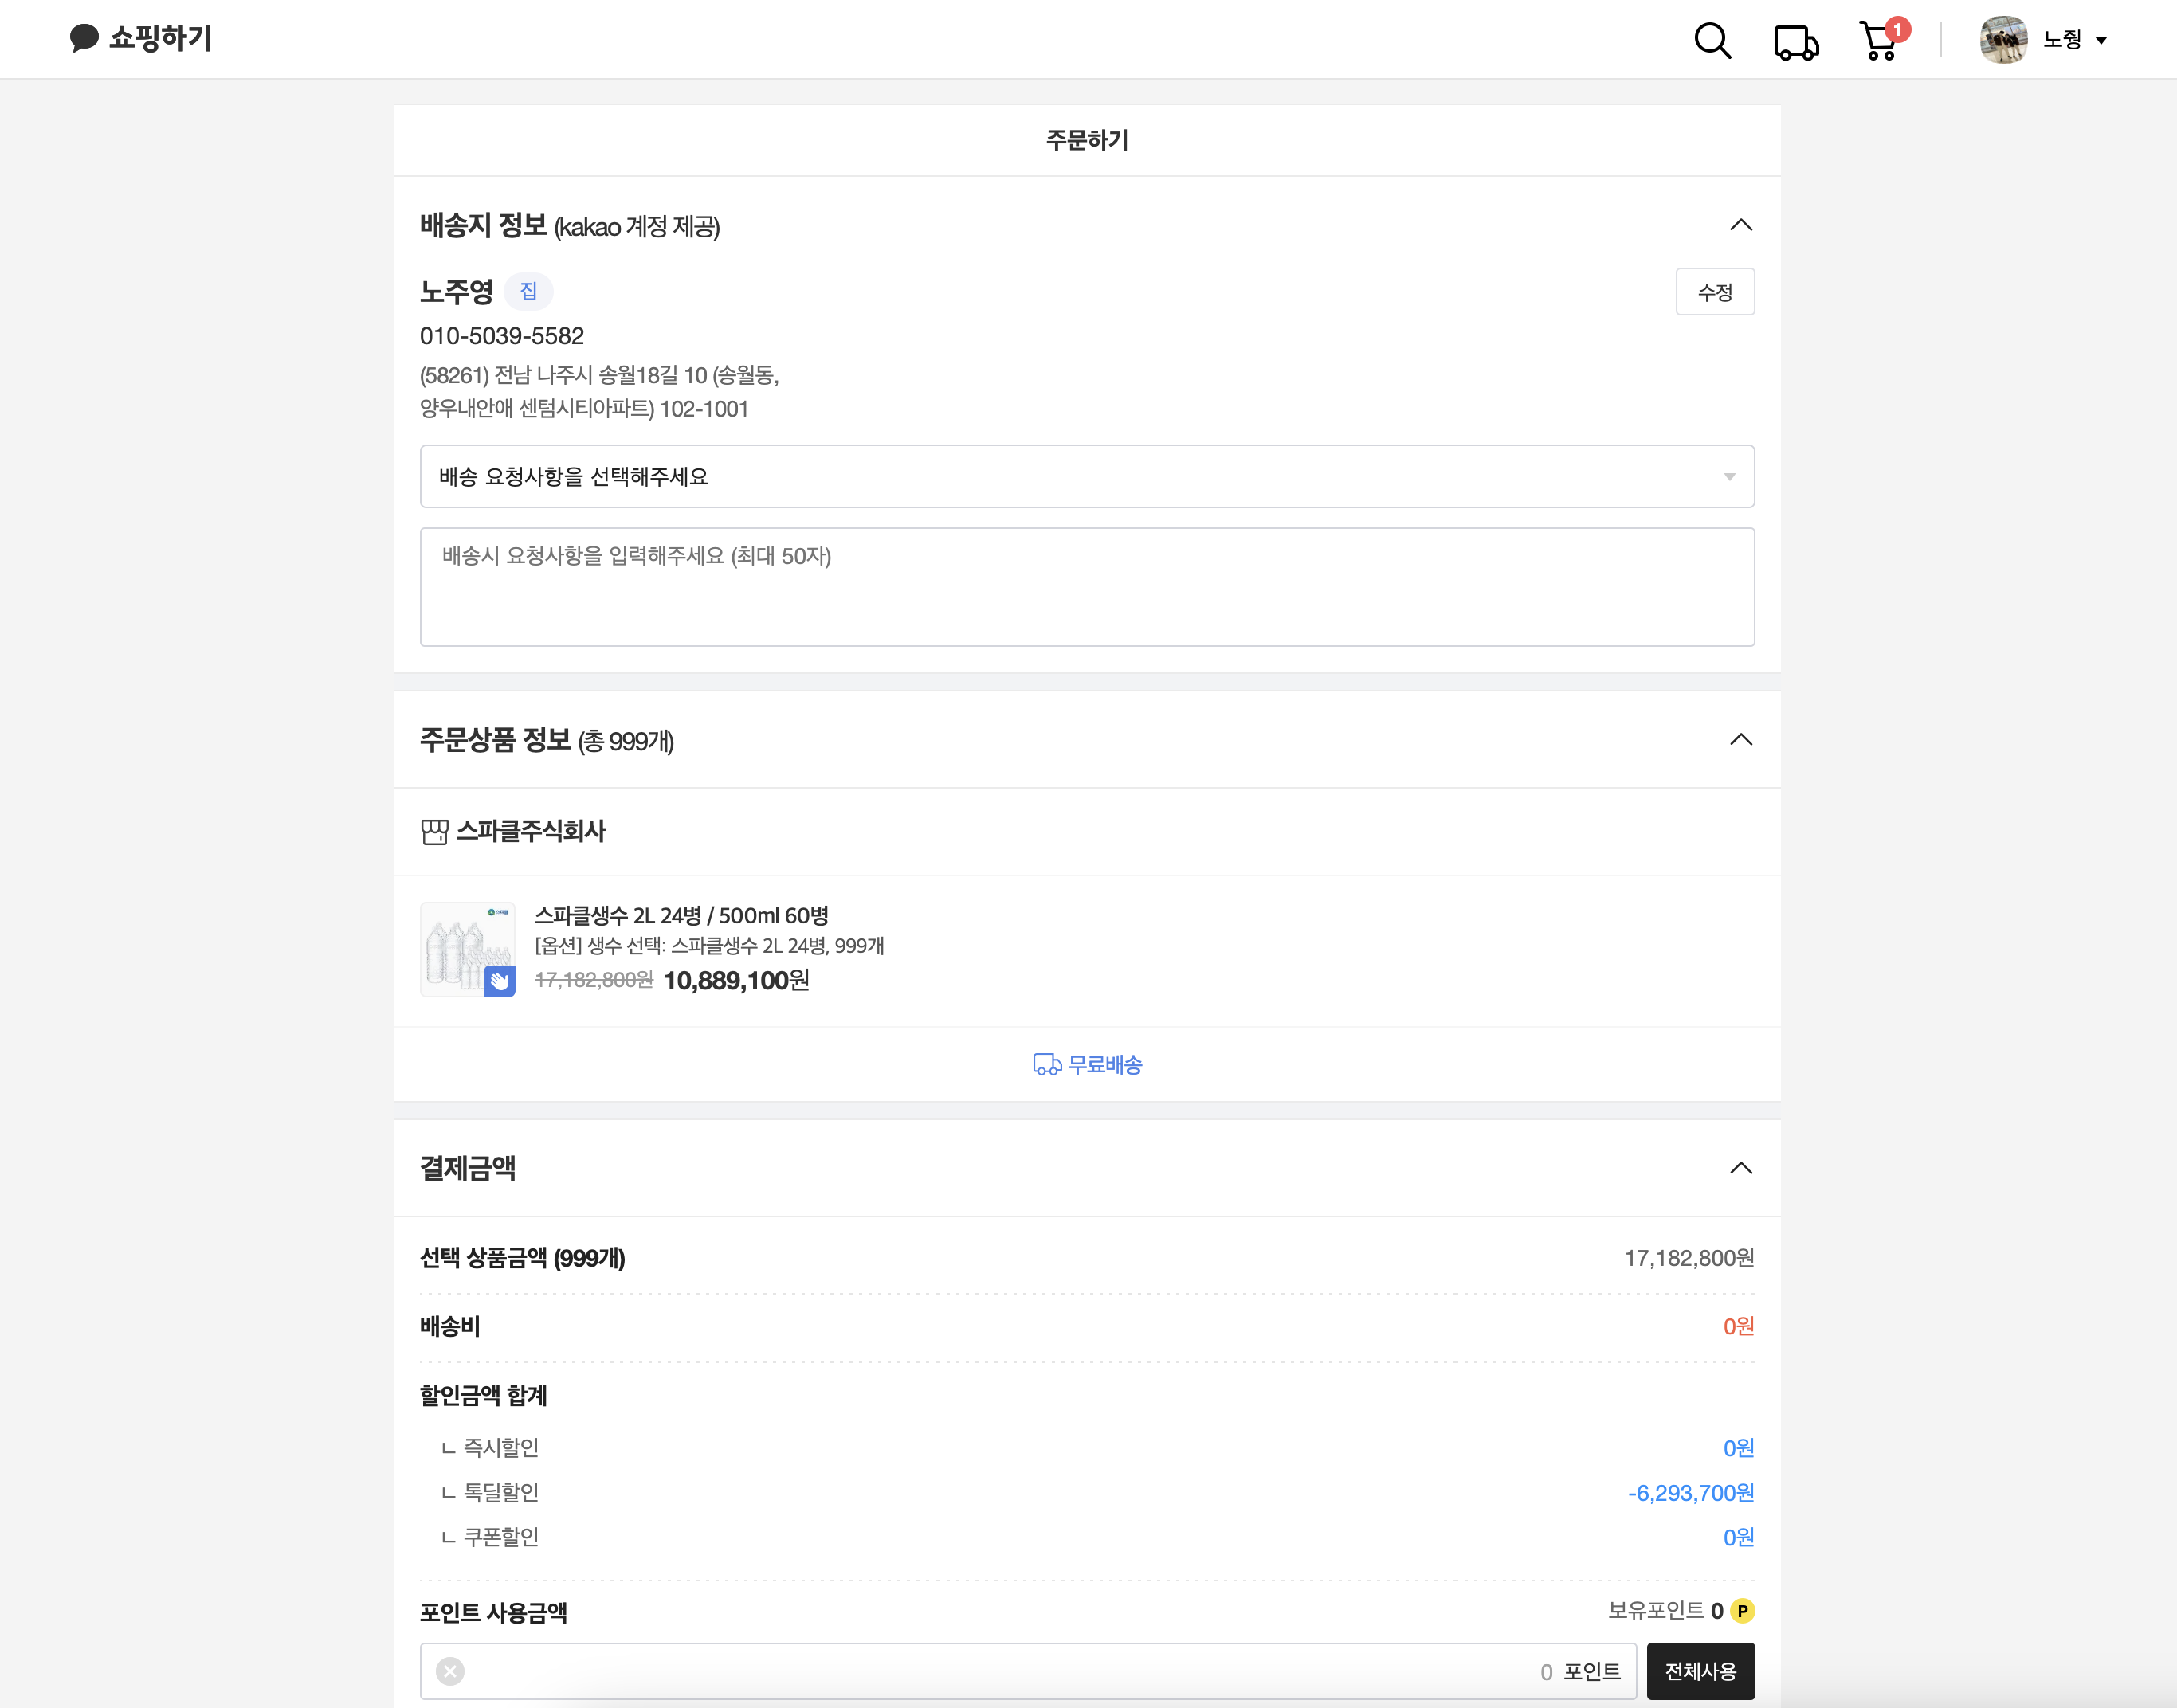 쇼핑하기
1
노줭
주문하기
배송지 정보 (kakao 계정 제공)
노주영 집
수정
010-5039-5582
(58261) 전남 나주시 송월18길 10 (송월동,
양우내안애 센텀시티아파트) 102-1001
배송 요청사항을 선택해주세요
배송시 요청사항을 입력해주세요 (최대 50자)
주문상품 정보 (총 999개)
스파클주식회사
스파클
스파클생수 2L 24병 / 500ml 60병
[옵션] 생수 선택: 스파클생수 2L 24병, 999개
17,182,800원 10,889,100원
무료배송
결제금액
선택 상품금액 (999개) 17,182,800원
배송비 0원
할인금액 합계
ㄴ 즉시할인 0원
ㄴ 톡딜할인 -6,293,700원
ㄴ 쿠폰할인 0원
포인트 사용금액 보유포인트 0 P
0 포인트 전체사용